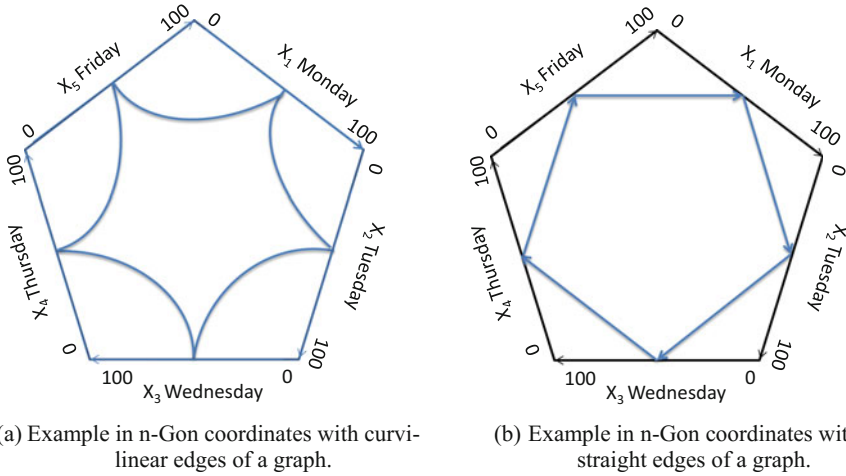 100
0
X5 Friday
X1 Monday
0
100
100
0
X4 Thursday
X2 Tuesday
0
100
100
0
X3 Wednesday
100
0
X5 Friday
X1 Monday
0
100
100
0
X4 Thursday
X2 Tuesday
0
100
100
0
X3 Wednesday
a) Example in n-Gon coordinates with curvi-
linear edges of a graph.
(b) Example in n-Gon coordinates wit
straight edges of a graph.